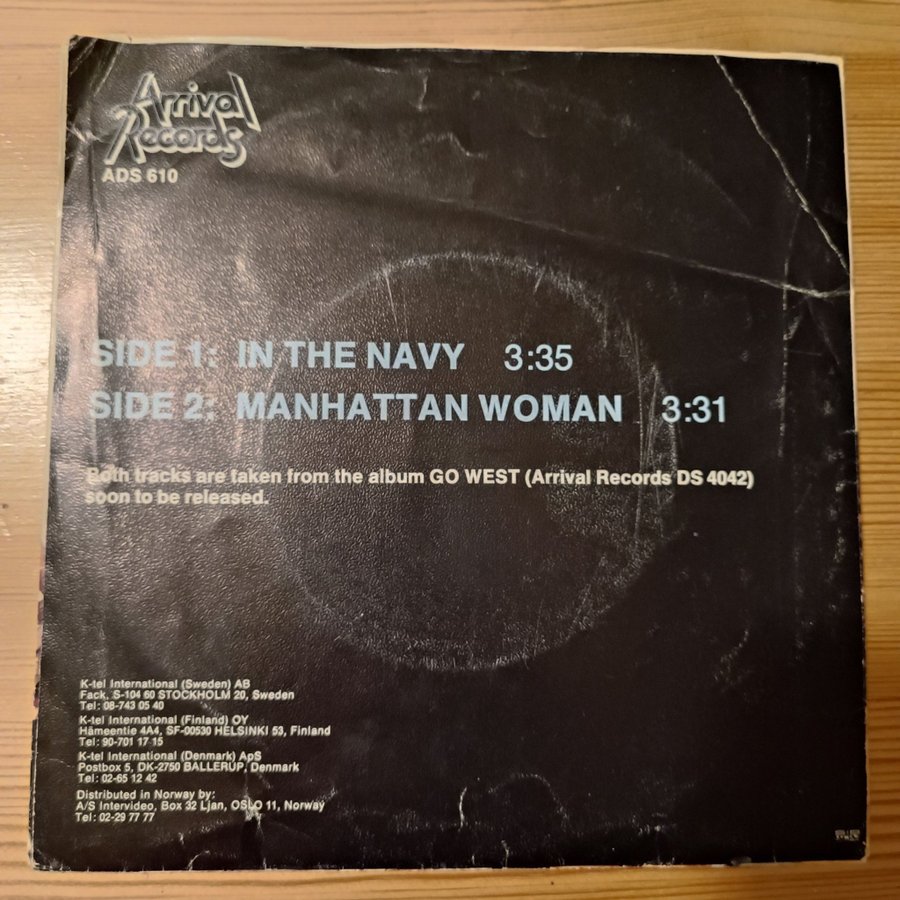 Arrival
Records
ADS 610
SIDE 1: IN THE NAVY 3:35
SIDE 2: MANHATTAN WOMAN 3:31
Both tracks are taken from the album GO WEST (Arrival Records DS 4042)
soon to be released.
K-tel International (Sweden) AB
Fack, S-104 60 STOCKHOLM 20, Sweden
Tel: 08-743 05 40
K-tel International (Finland) OY
Hämeentie 4A4, SF-00530 HELSINKI 53, Finland
Tel: 90-701 17 15
K-tel International (Denmark) ApS
Postbox 5, DK-2750 BALLERUP, Denmark
Tel: 02-65 12 42
Distributed in Norway by:
A/S Intervideo, Box 32 Ljan, OSLO 11, Norway
Tel: 02-29 77 77